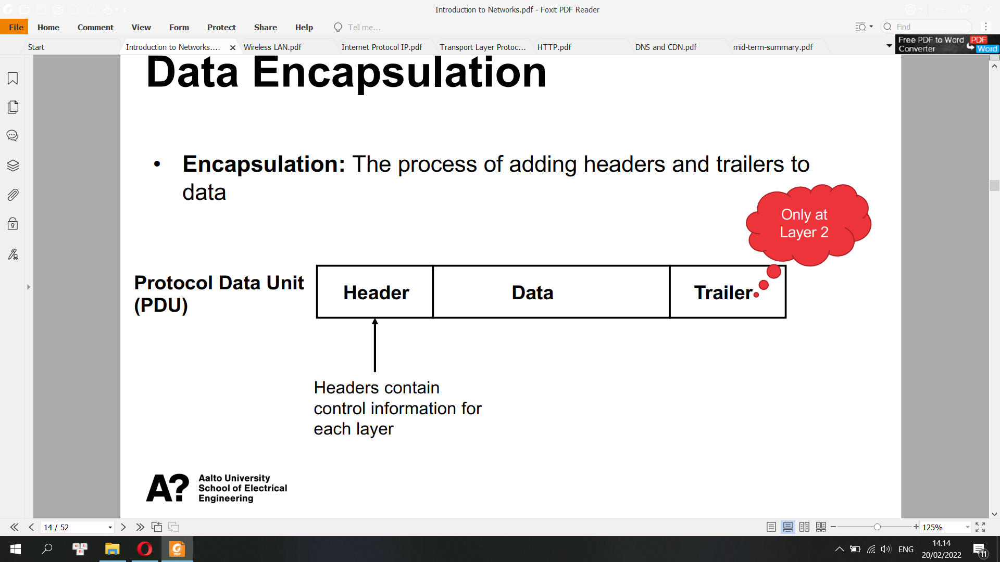 Introduction to Networks.pdf - Foxit PDF Reader
File Home Comment View Form Protect Share Help Tell me... Find
Start Introduction to Networks.... Wireless LAN.pdf Internet Protocol IP.pdf Transport Layer Protoc... HTTP.pdf DNS and CDN.pdf mid-term-summary.pdf
Free PDF to Word PDF
Converter Word
Data Encapsulation
• Encapsulation: The process of adding headers and trailers to
data
Only at
Layer 2
Protocol Data Unit
(PDU)
Header Data Trailer
Headers contain
control information for
each layer
A? Aalto University
School of Electrical
Engineering
14 / 52
125%
ENG
14.14
20/02/2022
11